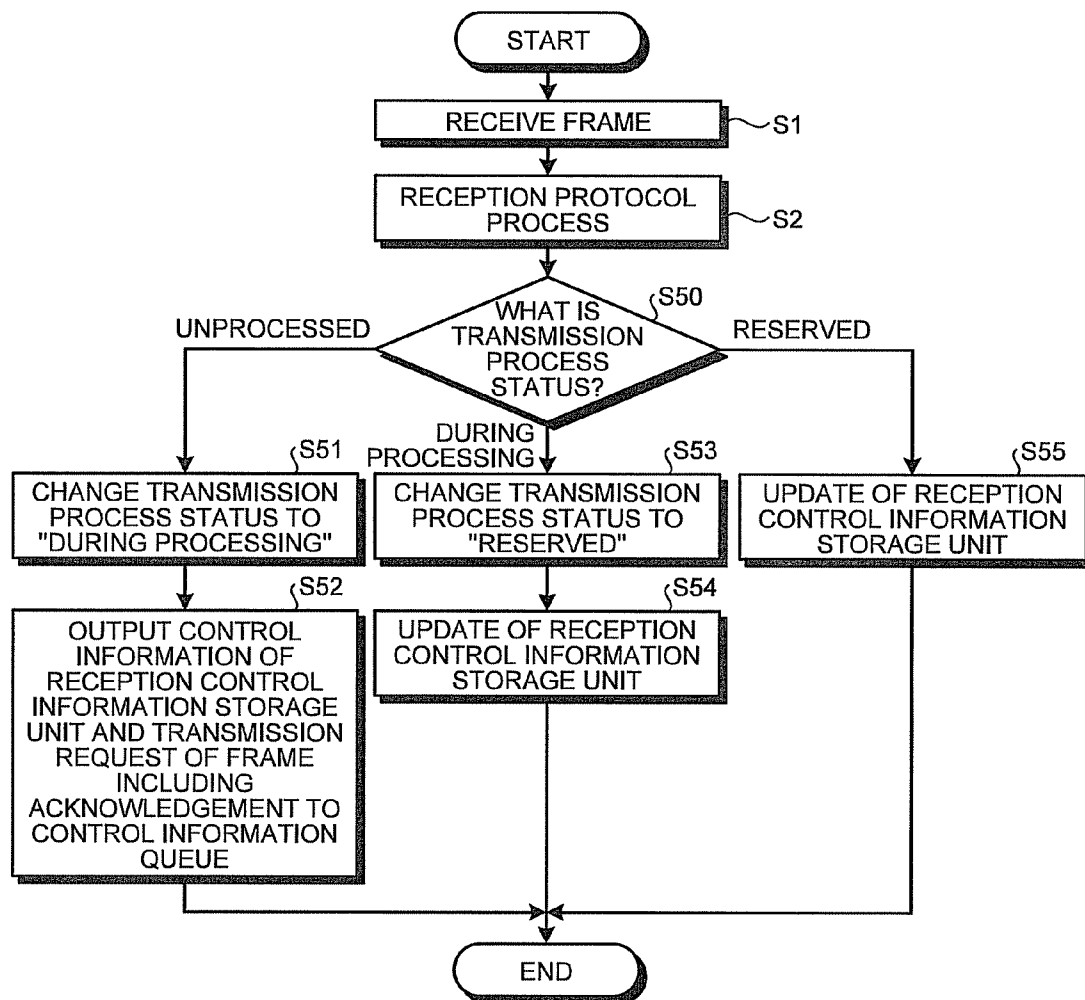 START
RECEIVE FRAME
S1
RECEPTION PROTOCOL
PROCESS
S2
S50
WHAT IS
TRANSMISSION
PROCESS
STATUS?
UNPROCESSED
RESERVED
DURING
PROCESSING
S51
CHANGE TRANSMISSION
PROCESS STATUS TO
"DURING PROCESSING"
S53
CHANGE TRANSMISSION
PROCESS STATUS TO
"RESERVED"
S55
UPDATE OF RECEPTION
CONTROL INFORMATION
STORAGE UNIT
S52
OUTPUT CONTROL
INFORMATION OF
RECEPTION CONTROL
INFORMATION STORAGE
UNIT AND TRANSMISSION
REQUEST OF FRAME
INCLUDING
ACKNOWLEDGEMENT TO
CONTROL INFORMATION
QUEUE
S54
UPDATE OF RECEPTION
CONTROL INFORMATION
STORAGE UNIT
END